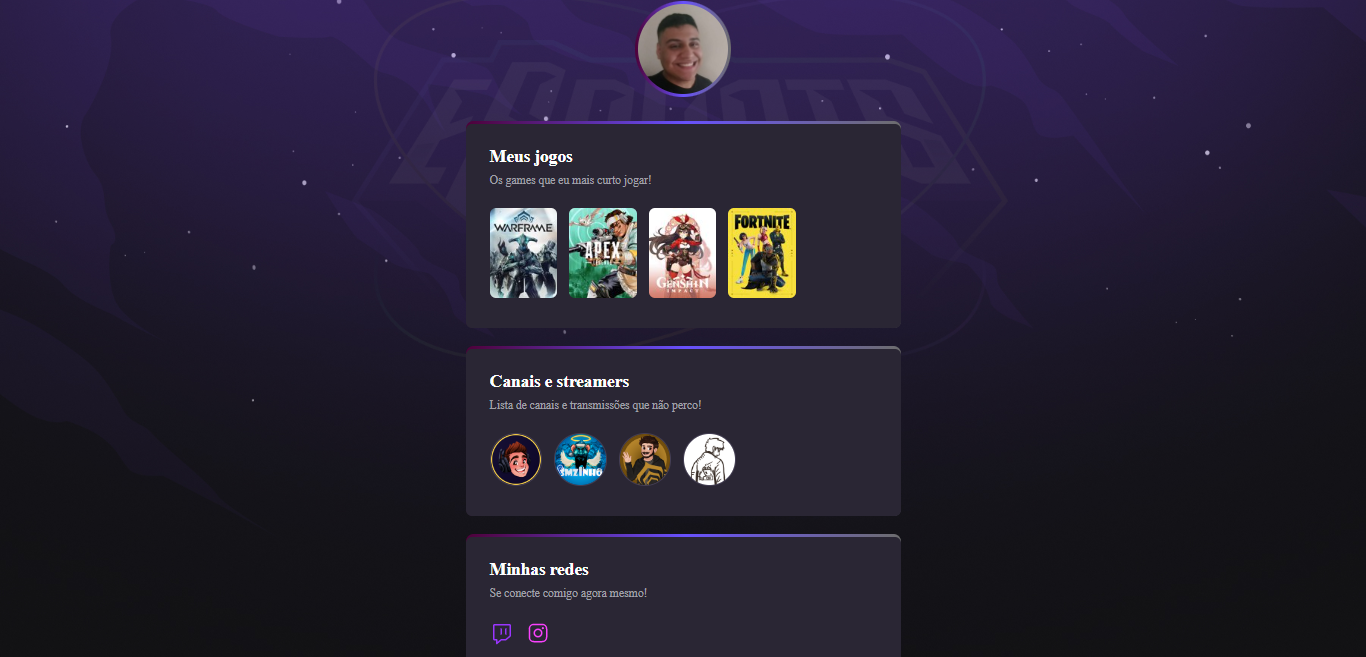 ESPORTS
Meus jogos
Os games que eu mais curto jogar!
WARFRAME
APEX
GENSHIN
IMPACT
FORTNITE
Canais e streamers
Lista de canais e transmissões que não perco!
SMZINHO
Minhas redes
Se conecte comigo agora mesmo!